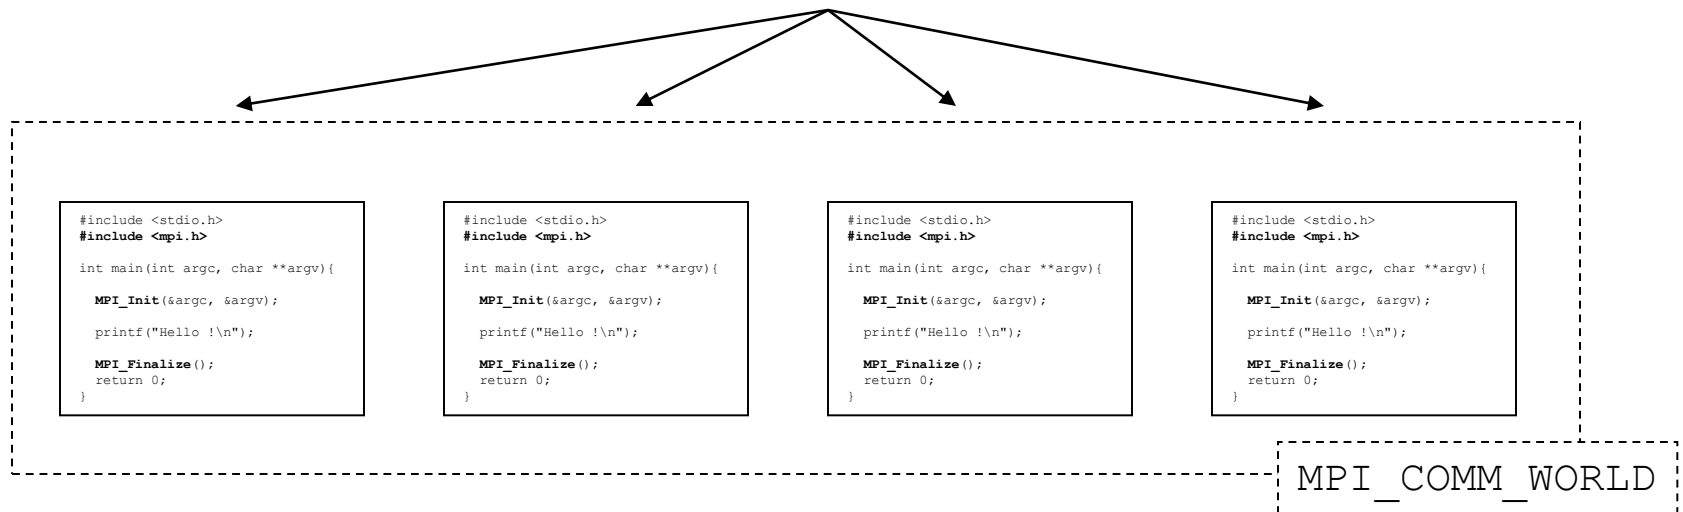 #include <stdio.h>
#include <mpi.h>
int main(int argc, char **argv){
MPI_Init(&argc, &argv);
printf("Hello !\n");
MPI_Finalize();
return 0;
}
#include <stdio.h>
#include <mpi.h>
int main(int argc, char **argv){
MPI_Init(&argc, &argv);
printf("Hello !\n");
MPI_Finalize();
return 0;
}
#include <stdio.h>
#include <mpi.h>
int main(int argc, char **argv){
MPI_Init(&argc, &argv);
printf("Hello !\n");
MPI_Finalize();
return 0;
}
#include <stdio.h>
#include <mpi.h>
int main(int argc, char **argv){
MPI_Init(&argc, &argv);
printf("Hello !\n");
MPI_Finalize();
return 0;
}
MPI_COMM_WORLD